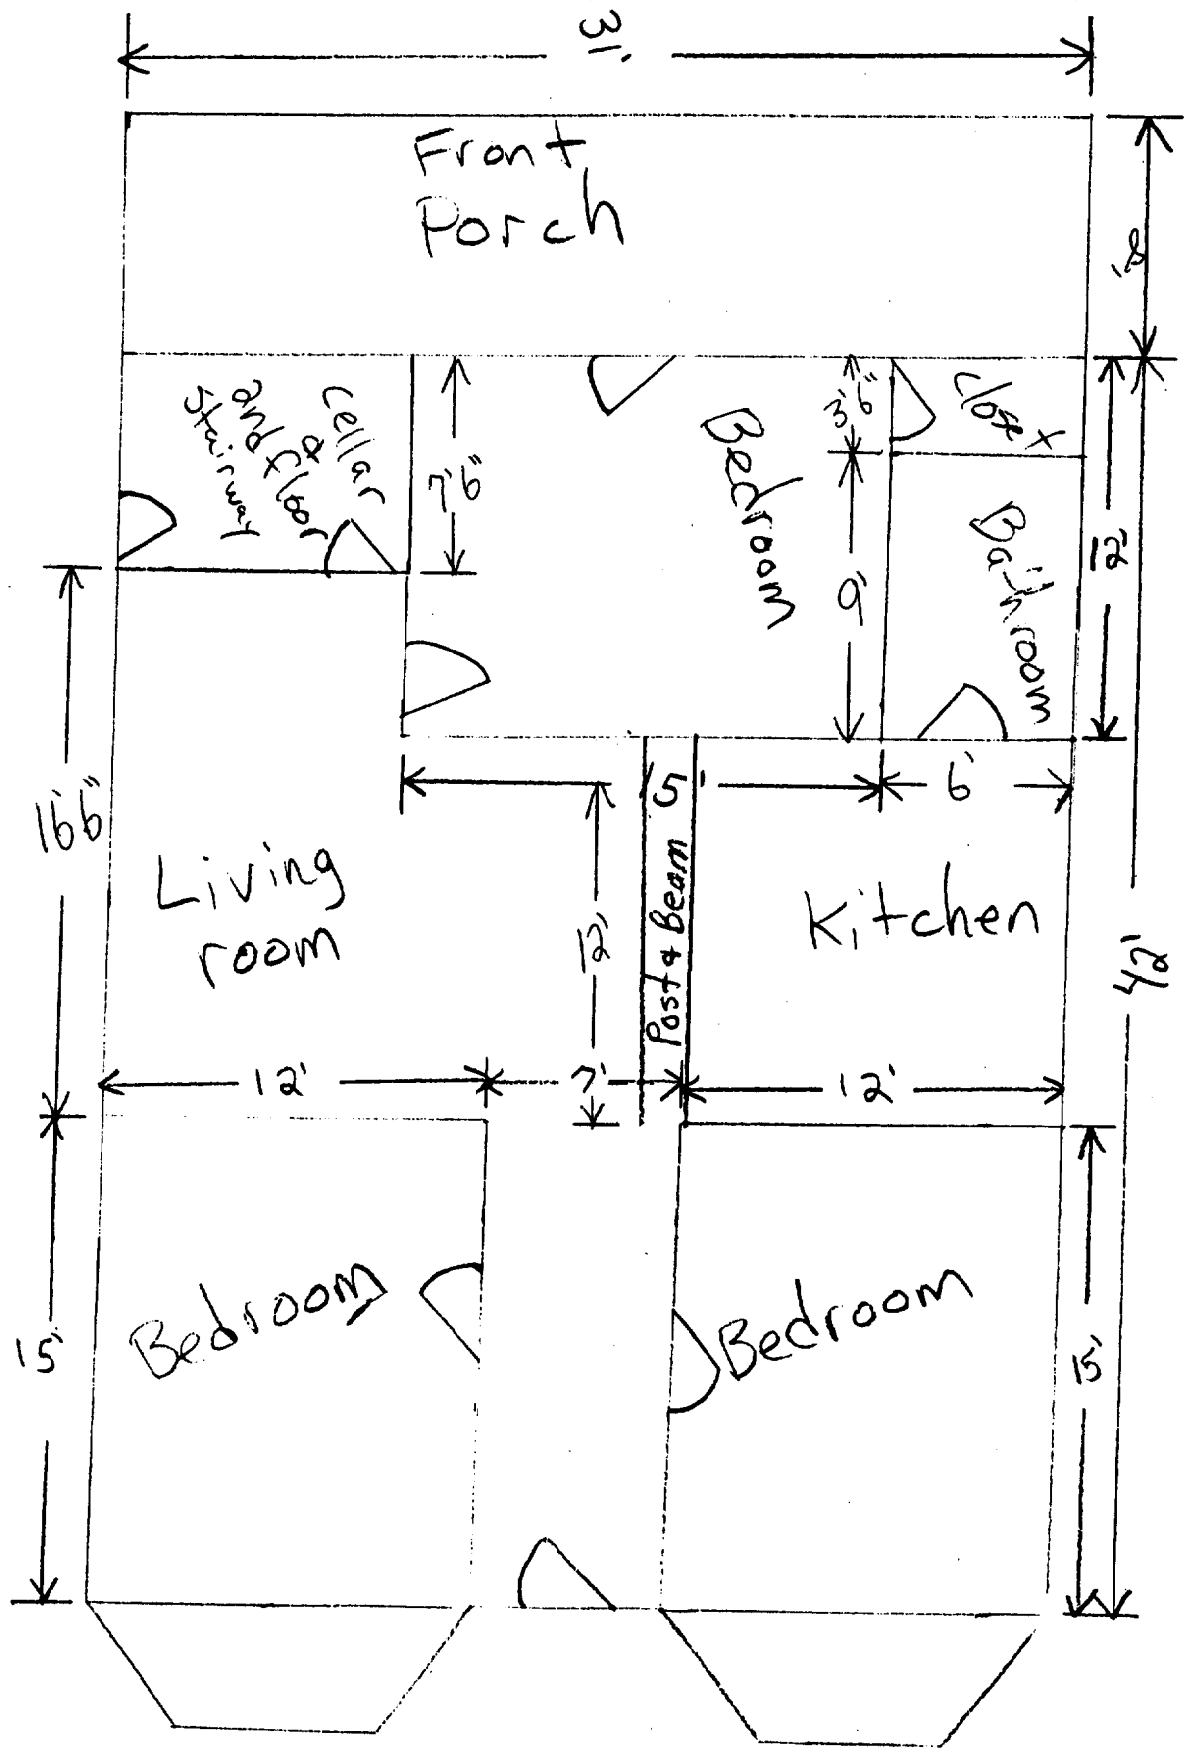 31'
Front
Porch
8'
Cellar
&
and floor
stairway
7'6"
Bedroom
3'6"
Closet
9'
Bathroom
12'
16'6"
5'
6'
Living
room
12'
Post & Beam
Kitchen
42'
12'
7'
12'
Bedroom
Bedroom
15'
15'